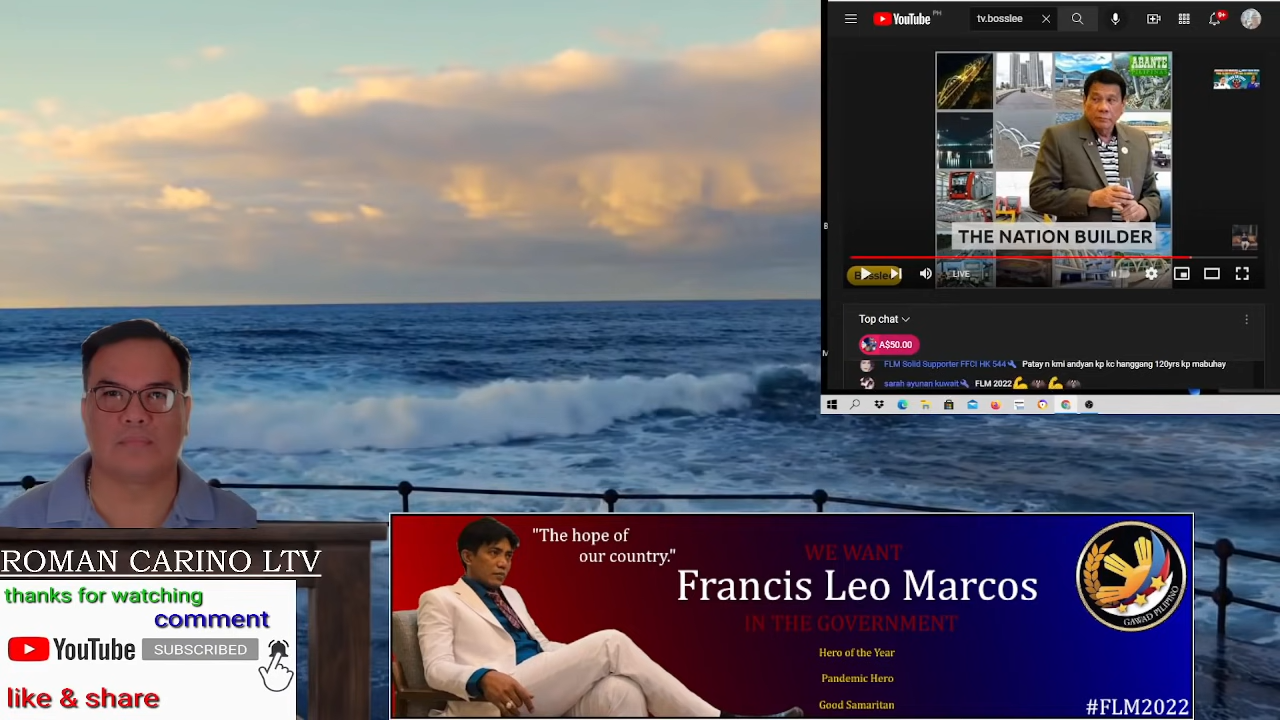 YouTube PH
tv.bosslee
9+
ABANTE
THE NATION BUILDER
LIVE
Top chat
A$50.00
FLM Solid Supporter FFCI HK 544 Patay n kmi andyan kp kc hanggang 120yrs kp mabuhay
sarah ayunan kuwait FLM 2022
ROMAN CARINO LTV
thanks for watching
comment
YouTube SUBSCRIBED
like & share
"The hope of
our country."
WE WANT
Francis Leo Marcos
IN THE GOVERNMENT
Hero of the Year
Pandemic Hero
Good Samaritan
GAWAD PILIPINO
#FLM2022